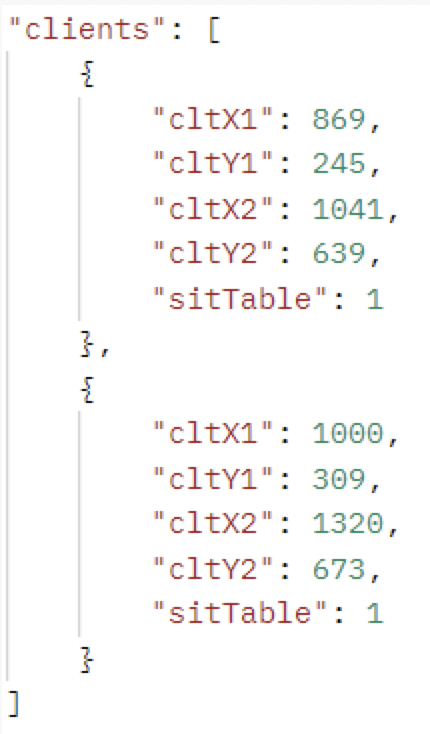 "clients": [
    {
        "cltX1": 869,
        "cltY1": 245,
        "cltX2": 1041,
        "cltY2": 639,
        "sitTable": 1
    },
    {
        "cltX1": 1000,
        "cltY1": 309,
        "cltX2": 1320,
        "cltY2": 673,
        "sitTable": 1
    }
]